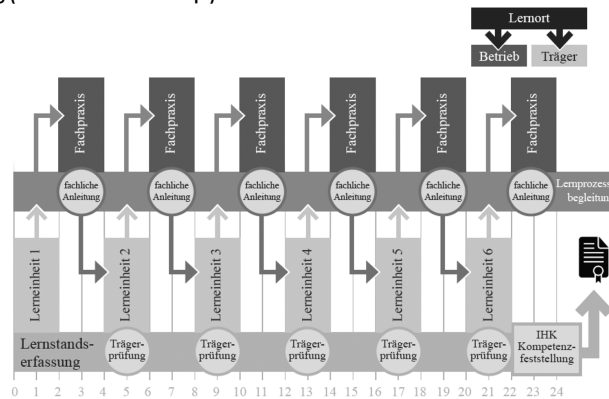 Lernort
Betrieb
Träger
Fachpraxis
Fachpraxis
Fachpraxis
Fachpraxis
Fachpraxis
Fachpraxis
fachliche
Anleitung
fachliche
Anleitung
fachliche
Anleitung
fachliche
Anleitung
fachliche
Anleitung
fachliche
Anleitung
Lernprozess
begleitun
Lerneinheit 1
Lerneinheit 2
Lerneinheit 3
Lerneinheit 4
Lerneinheit 5
Lerneinheit 6
Lernstands-
erfassung
Träger-
prüfung
Träger-
prüfung
Träger-
prüfung
Träger-
prüfung
Träger-
prüfung
IHK
Kompetenz-
feststellung
0 1 2 3 4 5 6 7 8 9 10 11 12 13 14 15 16 17 18 19 20 21 22 23 24